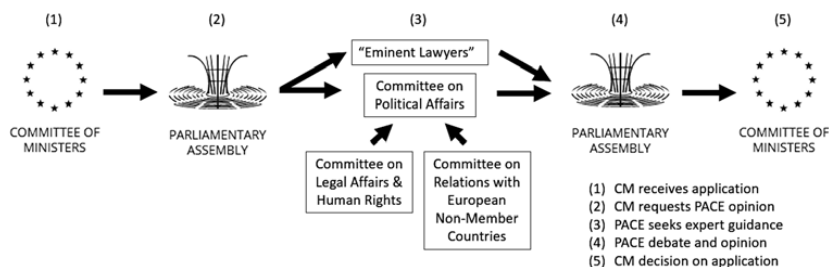 (1)
(2)
(3)
(4)
(5)
"Eminent Lawyers"
Committee on
Political Affairs
COMMITTEE OF
MINISTERS
PARLIAMENTARY
ASSEMBLY
PARLIAMENTARY
ASSEMBLY
COMMITTEE OF
MINISTERS
Committee on
Legal Affairs &
Human Rights
Committee on
Relations with
European
Non-Member
Countries
(1) CM receives application
(2) CM requests PACE opinion
(3) PACE seeks expert guidance
(4) PACE debate and opinion
(5) CM decision on application